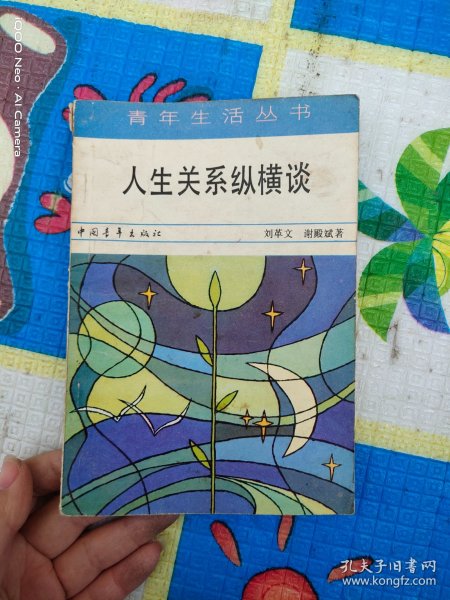 iQOO Neo · AI Camera
青年生活丛书
人生关系纵横谈
中国青年出版社 刘革文 谢殿斌著
孔夫子旧书网
www.kongfz.com